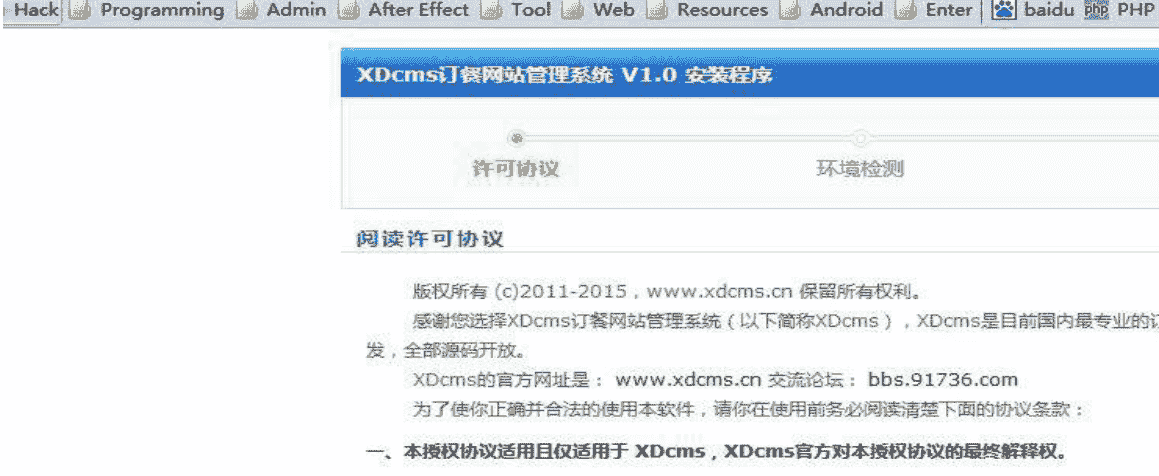 Hack Programming Admin After Effect Tool Web Resources Android Enter baidu php PHP
XDcms订餐网站管理系统 V1.0 安装程序
许可协议 环境检测
阅读许可协议
版权所有 (c)2011-2015，www.xdcms.cn 保留所有权利。
感谢您选择XDcms订餐网站管理系统（以下简称XDcms），XDcms是目前国内最专业的订
发，全部源码开放。
XDcms的官方网址是： www.xdcms.cn 交流论坛： bbs.91736.com
为了使你正确并合法的使用本软件，请你在使用前务必阅读清楚下面的协议条款：
一、本授权协议适用且仅适用于 XDcms，XDcms官方对本授权协议的最终解释权。